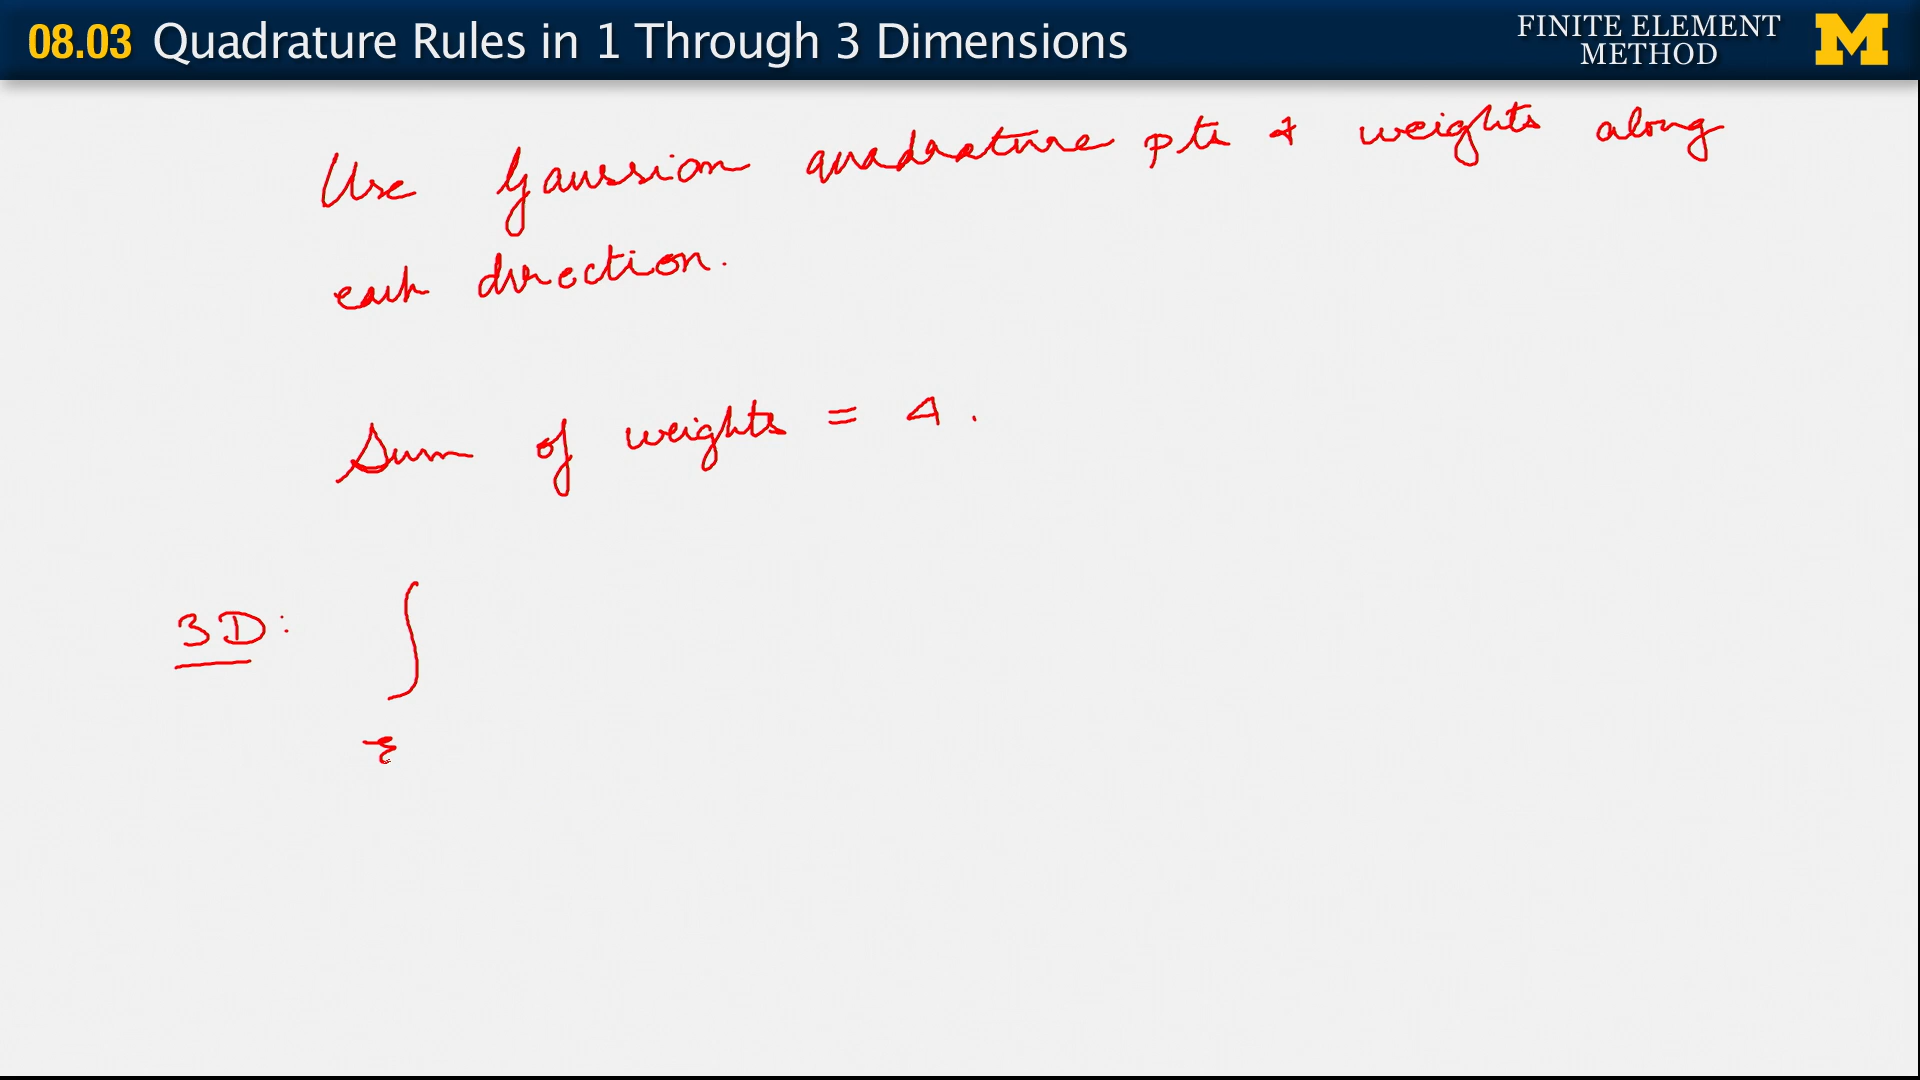 08.03 Quadrature Rules in 1 Through 3 Dimensions
FINITE ELEMENT
METHOD
M
Use Gaussian quadrature pts & weights along
each direction.
Sum of weights = 4.
3D: ∫
ξ